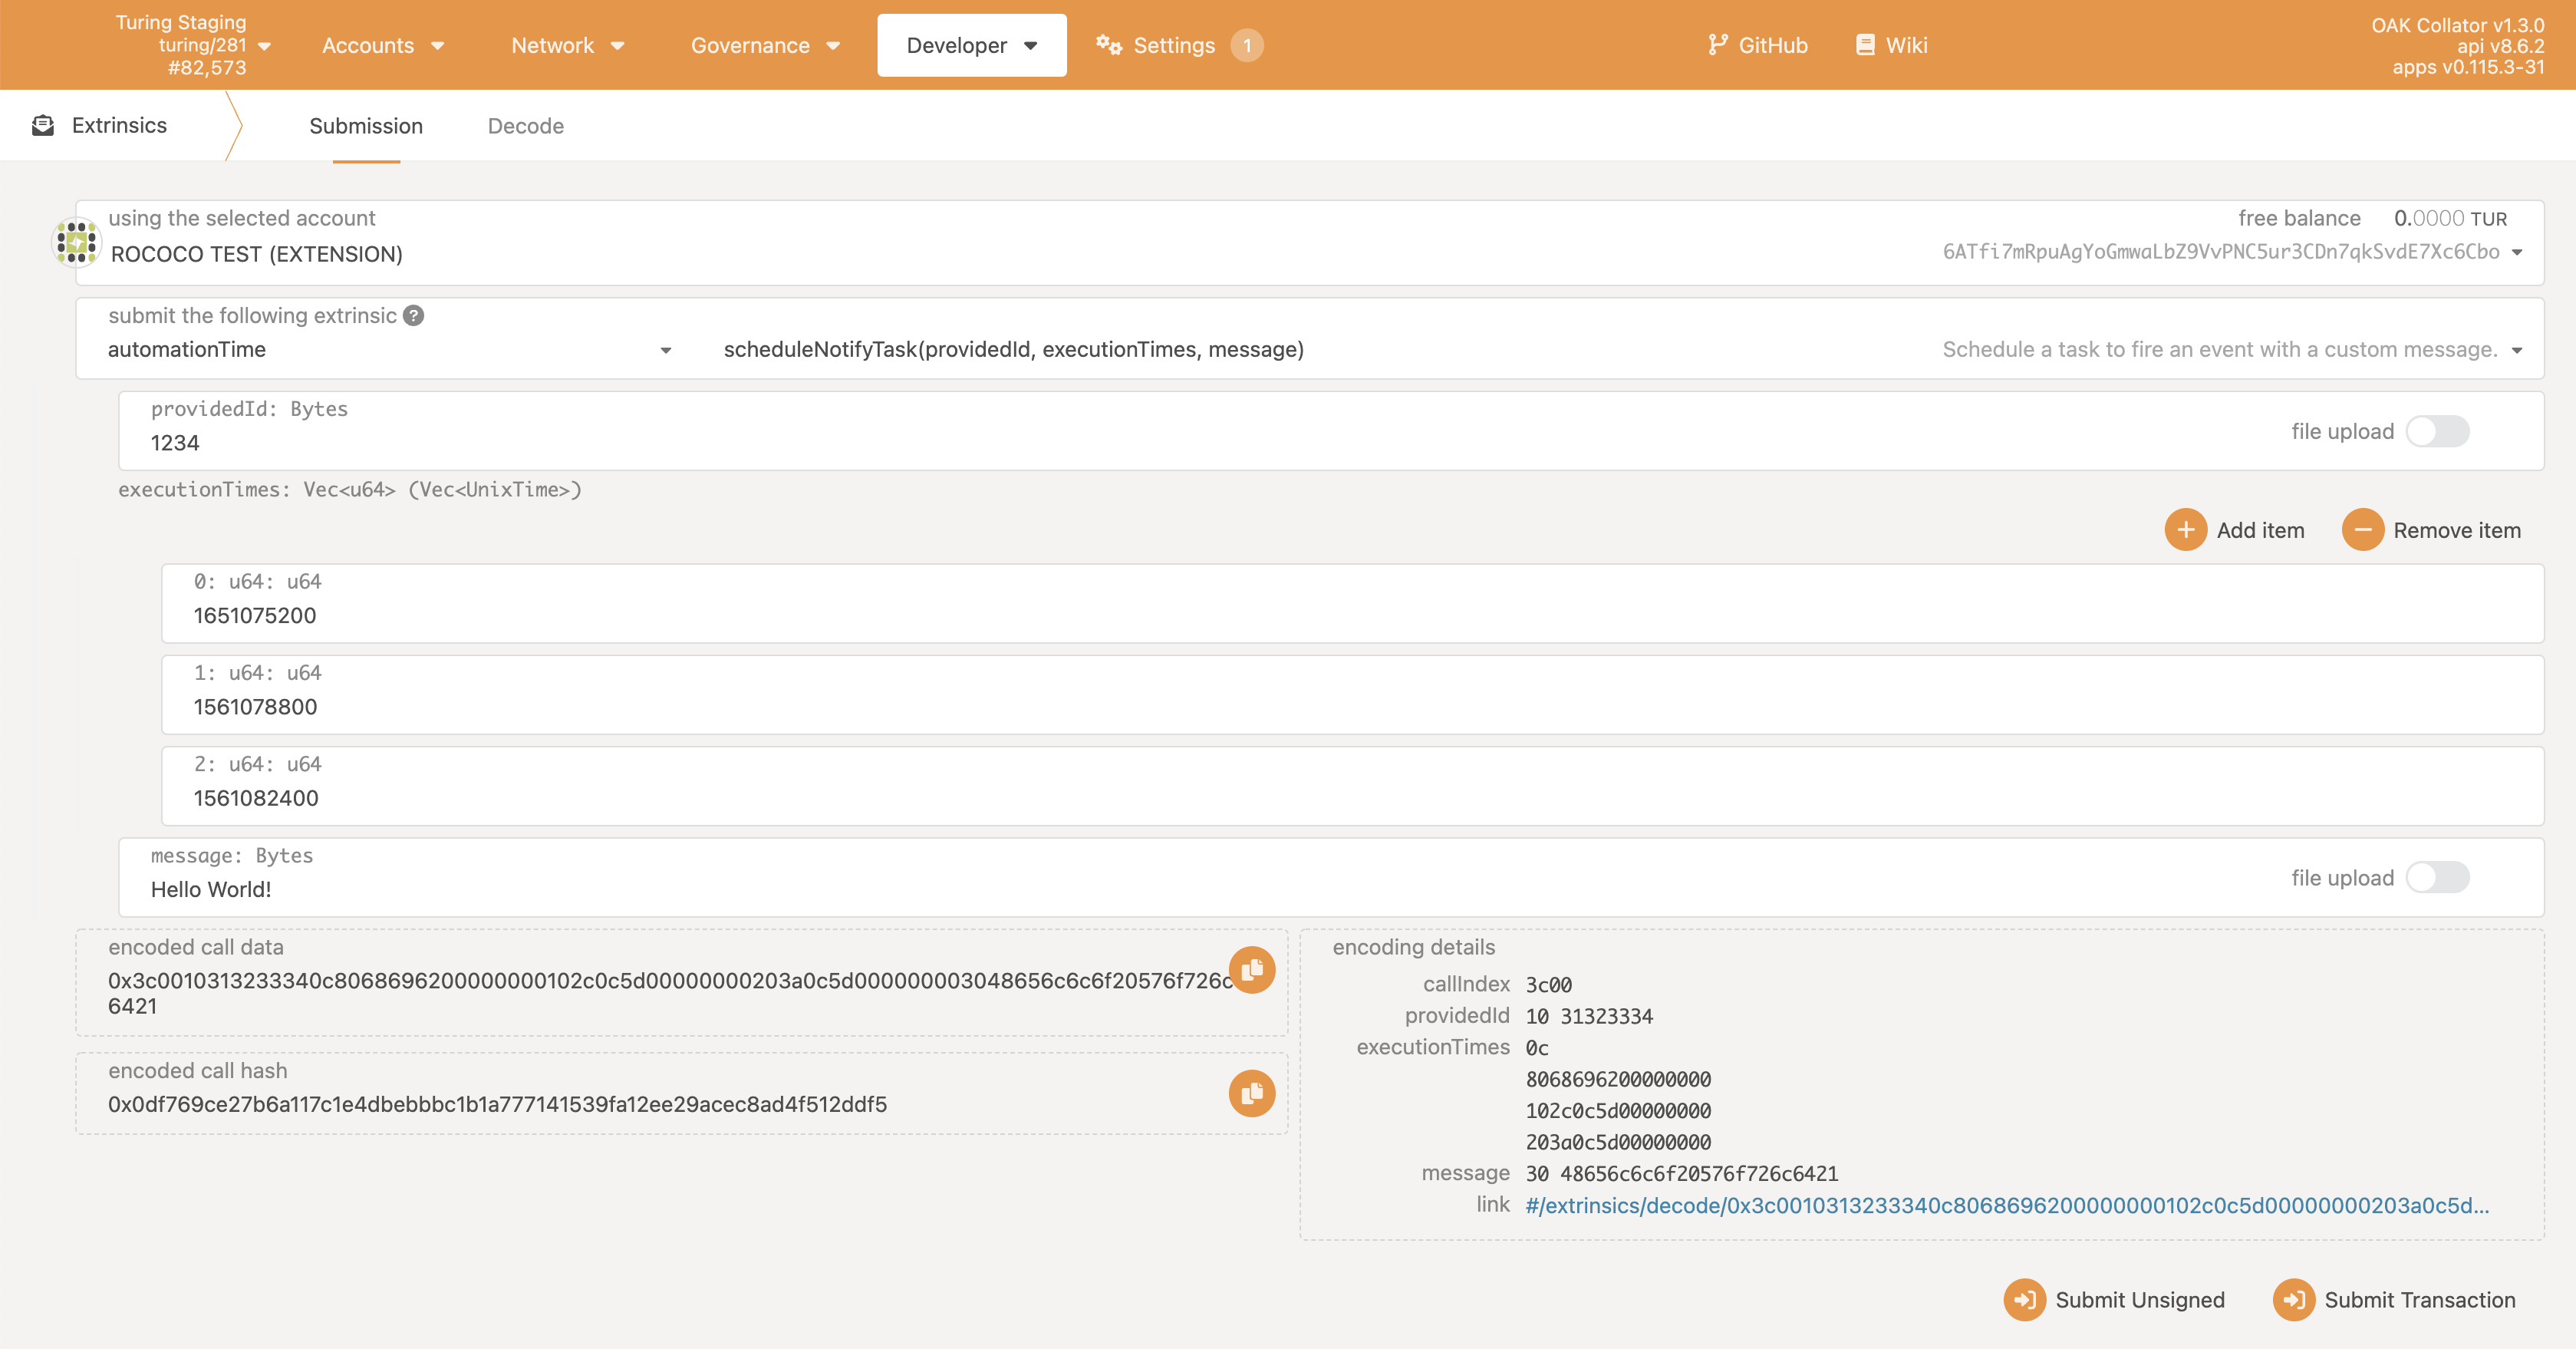 Turing Staging
turing/281
#82,573
Accounts
Network
Governance
Developer
Settings
1
GitHub
Wiki
OAK Collator v1.3.0
api v8.6.2
apps v0.115.3-31
Extrinsics
Submission
Decode
using the selected account
ROCOCO TEST (EXTENSION)
free balance 0.0000 TUR
6ATfi7mRpuAgYoGmwaLbZ9VvPNC5ur3CDn7qkSvdE7Xc6Cbo
submit the following extrinsic ?
automationTime
scheduleNotifyTask(providedId, executionTimes, message)
Schedule a task to fire an event with a custom message.
providedId: Bytes
1234
file upload
executionTimes: Vec<u64> (Vec<UnixTime>)
Add item
Remove item
0: u64: u64
1651075200
1: u64: u64
1561078800
2: u64: u64
1561082400
message: Bytes
Hello World!
file upload
encoded call data
0x3c0010313233340c8068696200000000102c0c5d00000000203a0c5d000000003048656c6c6f20576f726c
6421
encoded call hash
0x0df769ce27b6a117c1e4dbebbbc1b1a777141539fa12ee29acec8ad4f512ddf5
encoding details
callIndex 3c00
providedId 10 31323334
executionTimes 0c
8068696200000000
102c0c5d00000000
203a0c5d00000000
message 30 48656c6c6f20576f726c6421
link #/extrinsics/decode/0x3c0010313233340c8068696200000000102c0c5d00000000203a0c5d...
Submit Unsigned
Submit Transaction